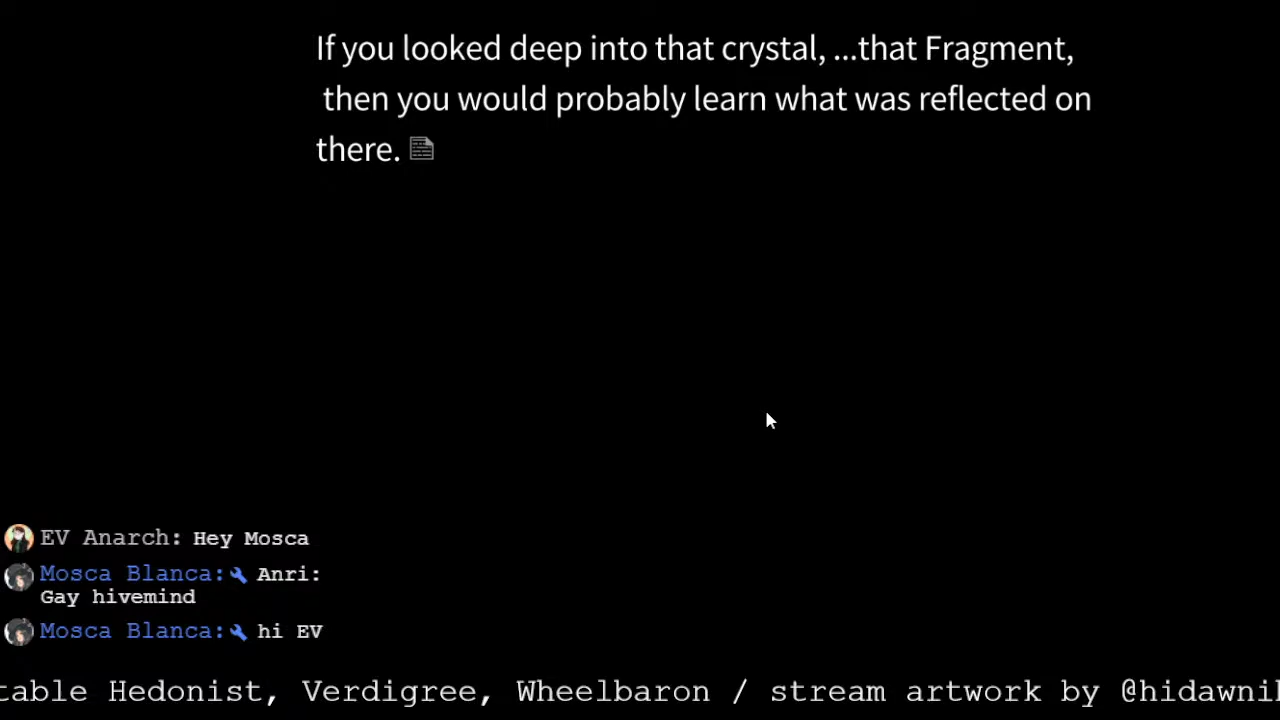 If you looked deep into that crystal, ...that Fragment,
then you would probably learn what was reflected on
there.
EV Anarch: Hey Mosca
Mosca Blanca: Anri:
Gay hivemind
Mosca Blanca: hi EV
table Hedonist, Verdigree, Wheelbaron / stream artwork by @hidawni